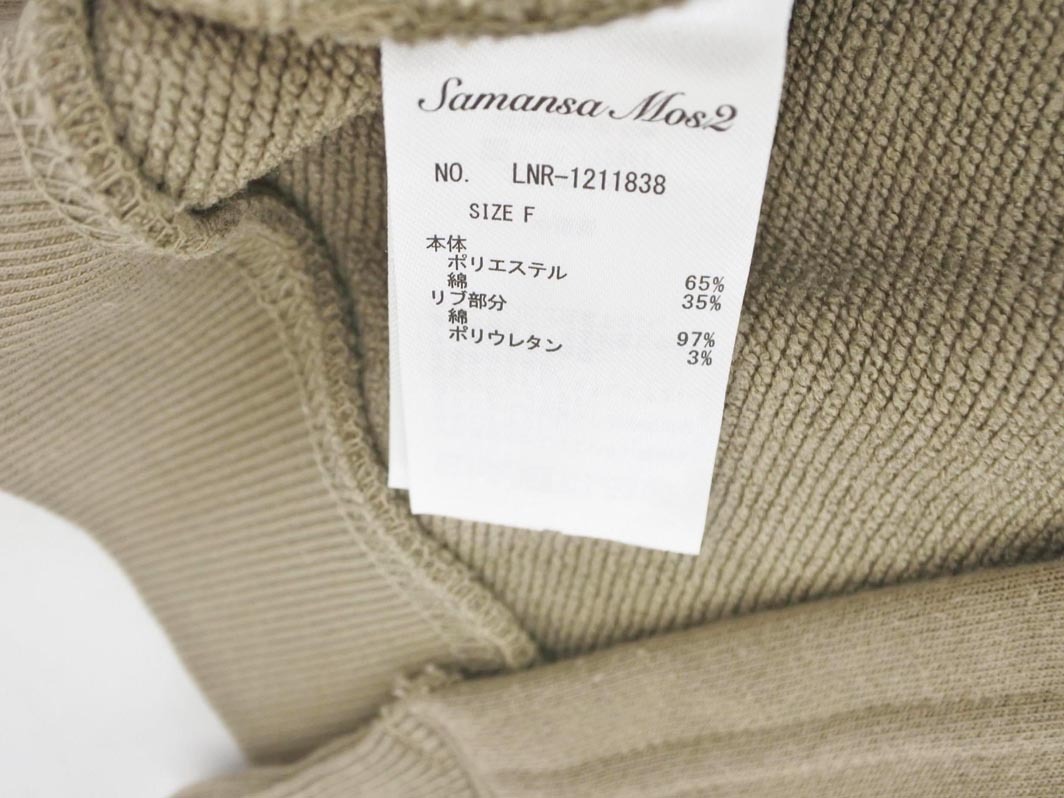 Samansa Mos2
NO. LNR-1211838
SIZE F
本体
ポリエステル 65%
綿 35%
リブ部分
綿 97%
ポリウレタン 3%